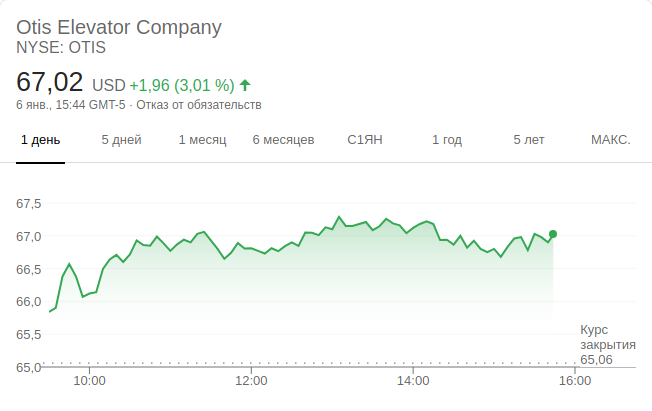 Otis Elevator Company
NYSE: OTIS
67,02 USD +1,96 (3,01 %)
6 янв., 15:44 GMT-5 · Отказ от обязательств
1 день 5 дней 1 месяц 6 месяцев С1ЯН 1 год 5 лет МАКС.
67,5
67,0
66,5
66,0
65,5
65,0
Курс
закрытия
65,06
10:00 12:00 14:00 16:00